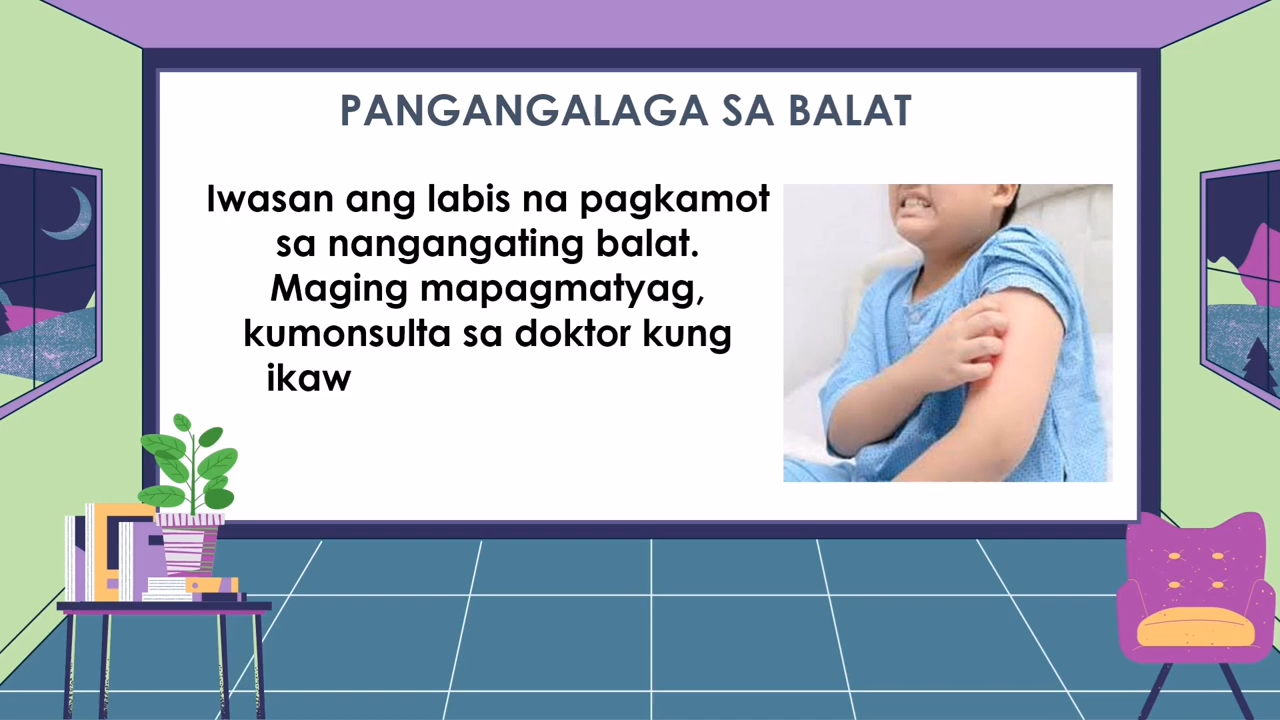 PANGANGALAGA SA BALAT
Iwasan ang labis na pagkamot
sa nangangating balat.
Maging mapagmatyag,
kumonsulta sa doktor kung
ikaw